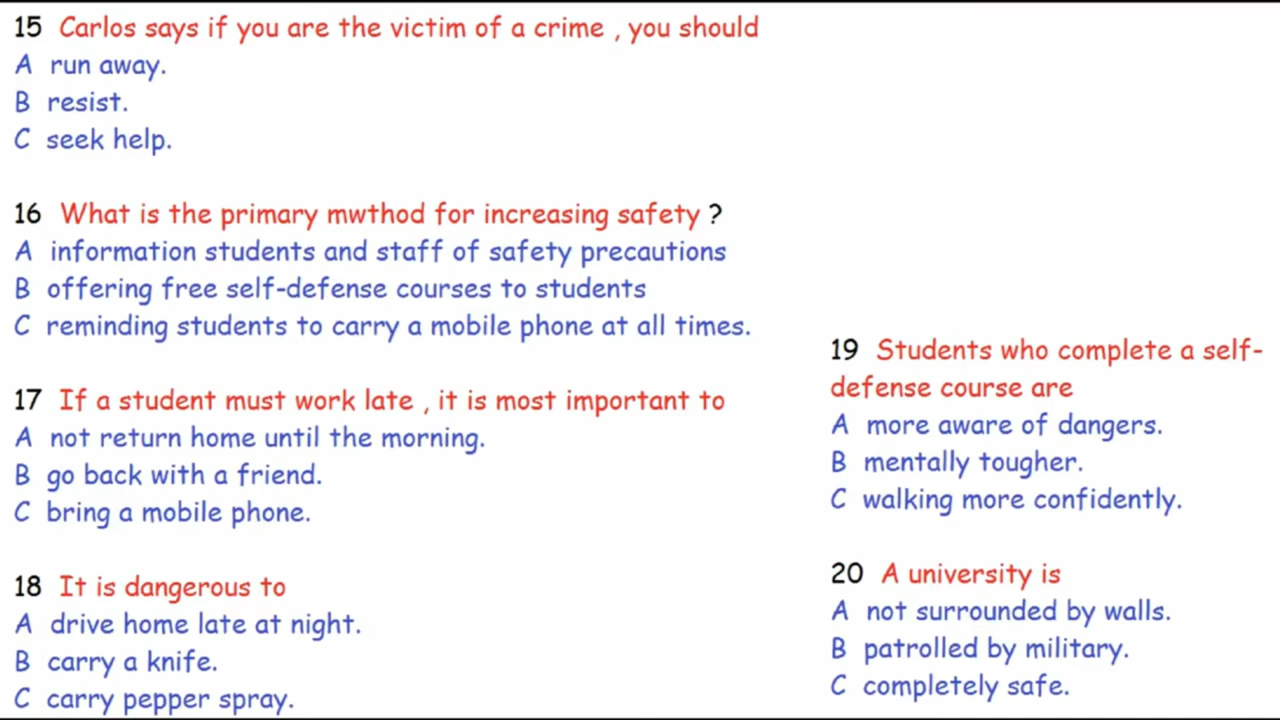 15 Carlos says if you are the victim of a crime , you should
A run away.
B resist.
C seek help.
16 What is the primary mwthod for increasing safety ?
A information students and staff of safety precautions
B offering free self-defense courses to students
C reminding students to carry a mobile phone at all times.
17 If a student must work late , it is most important to
A not return home until the morning.
B go back with a friend.
C bring a mobile phone.
18 It is dangerous to
A drive home late at night.
B carry a knife.
C carry pepper spray.
19 Students who complete a self-
defense course are
A more aware of dangers.
B mentally tougher.
C walking more confidently.
20 A university is
A not surrounded by walls.
B patrolled by military.
C completely safe.